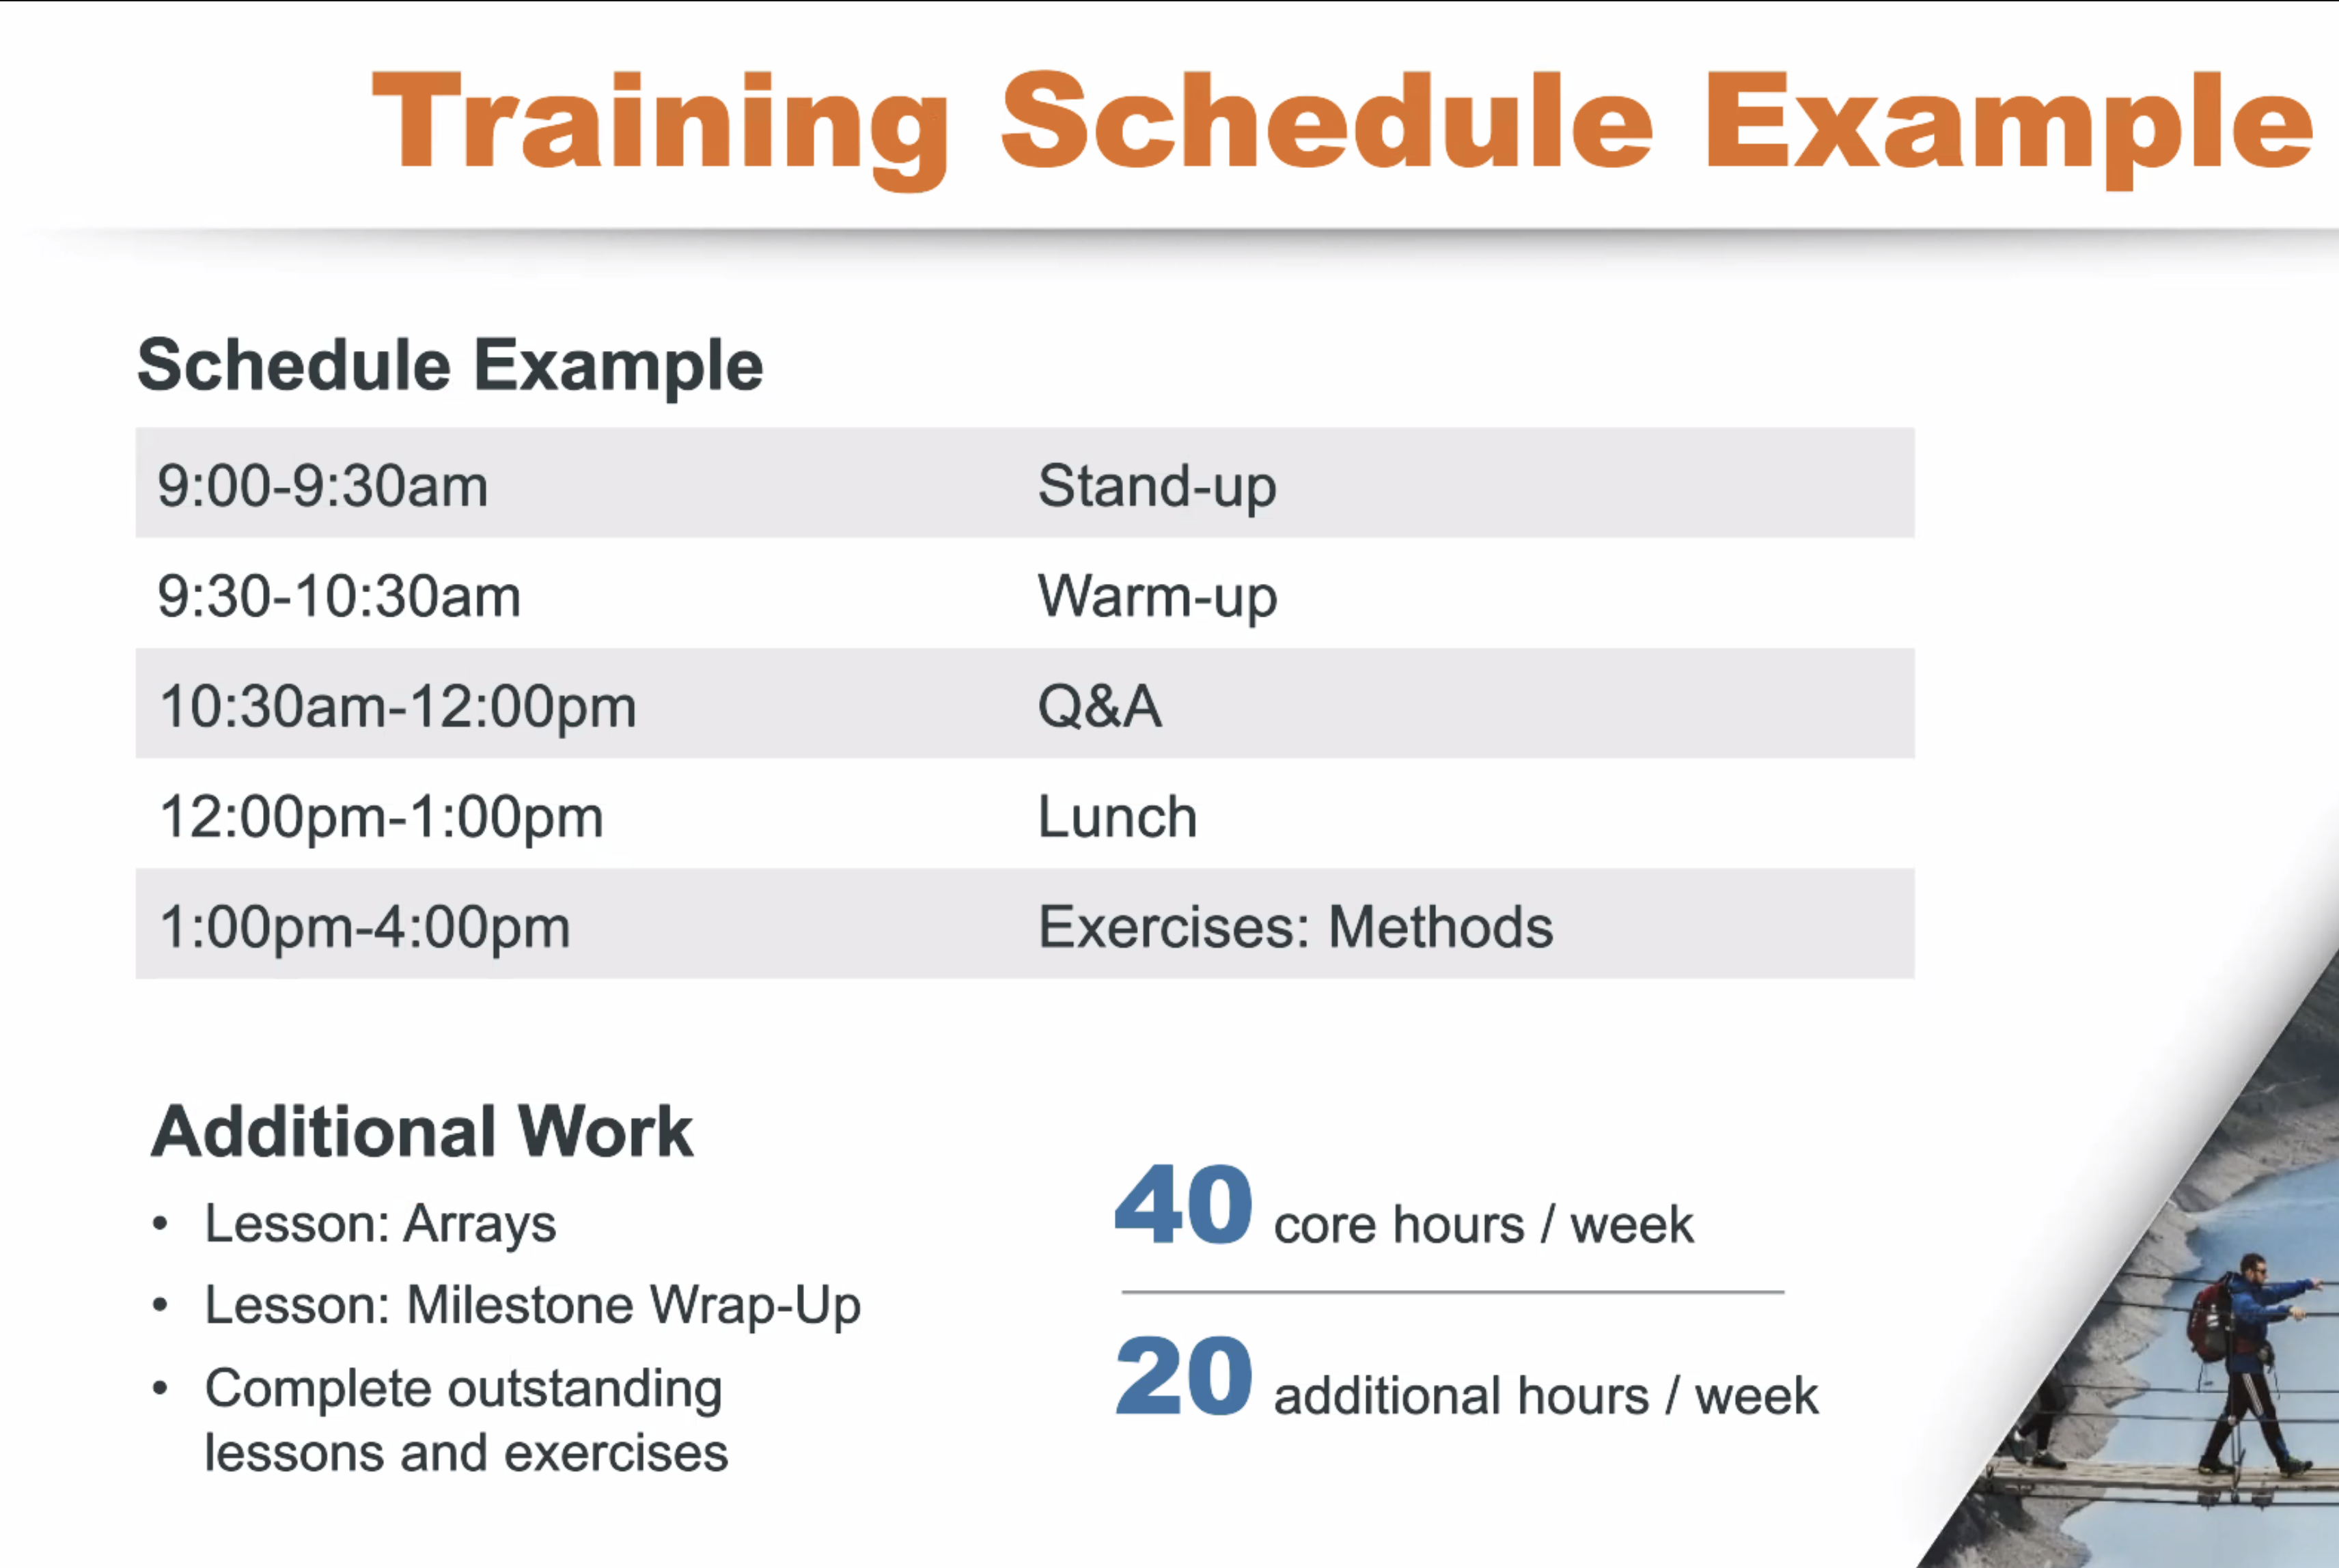 Training Schedule Example
Schedule Example
9:00-9:30am Stand-up
9:30-10:30am Warm-up
10:30am-12:00pm Q&A
12:00pm-1:00pm Lunch
1:00pm-4:00pm Exercises: Methods
Additional Work
• Lesson: Arrays
• Lesson: Milestone Wrap-Up
• Complete outstanding
lessons and exercises
40 core hours / week
20 additional hours / week